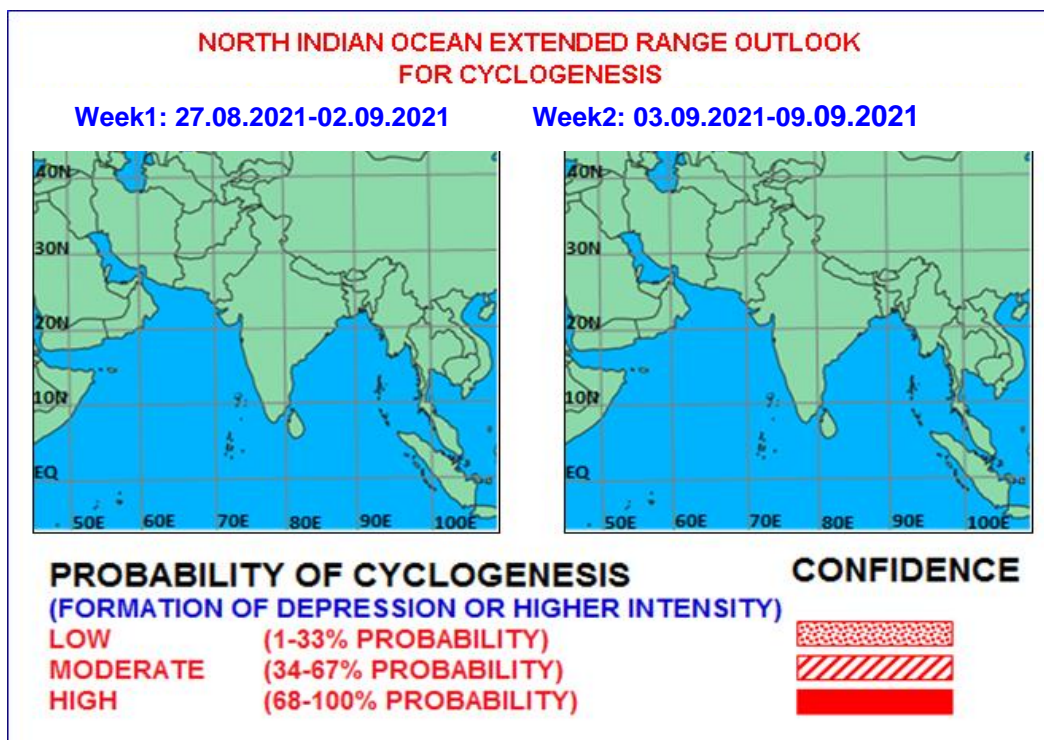 NORTH INDIAN OCEAN EXTENDED RANGE OUTLOOK
FOR CYCLOGENESIS
Week1: 27.08.2021-02.09.2021
Week2: 03.09.2021-09.09.2021
40N
30N
20N
10N
EQ
50E 60E 70E 80E 90E 100E
40N
30N
20N
10N
EQ
50E 60E 70E 80E 90E 100E
PROBABILITY OF CYCLOGENESIS
(FORMATION OF DEPRESSION OR HIGHER INTENSITY)
LOW (1-33% PROBABILITY)
MODERATE (34-67% PROBABILITY)
HIGH (68-100% PROBABILITY)
CONFIDENCE